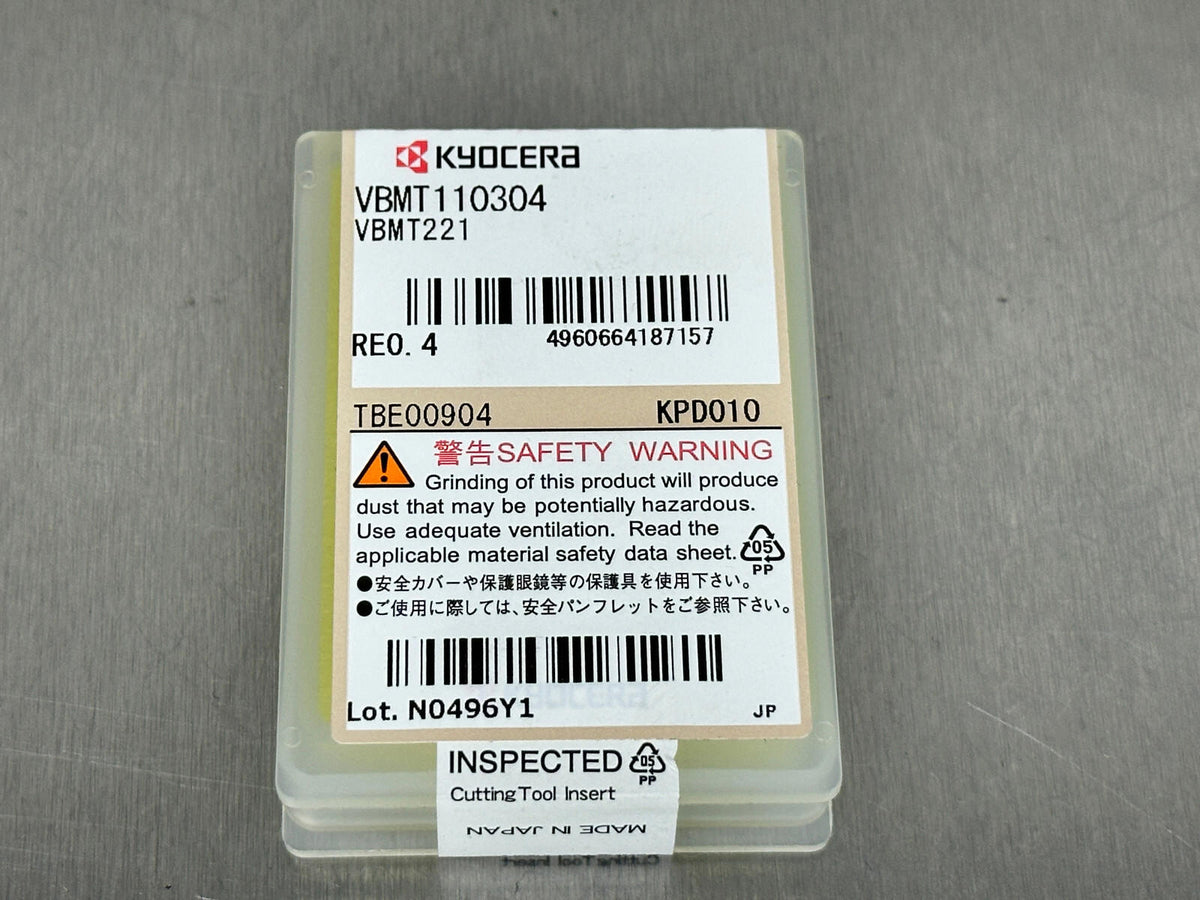 KYOCERA
VBMT110304
VBMT221
RE0.4
4960664187157
TBE00904 KPD010
警告SAFETY WARNING
Grinding of this product will produce
dust that may be potentially hazardous.
Use adequate ventilation. Read the
applicable material safety data sheet.
05
PP
●安全カバーや保護眼鏡等の保護具を使用下さい。
●ご使用に際しては、安全パンフレットをご参照下さい。
KYOCERA
Lot. N0496Y1 JP
INSPECTED
05
PP
Cutting Tool Insert
MADE IN JAPAN
Cutting Tool Insert